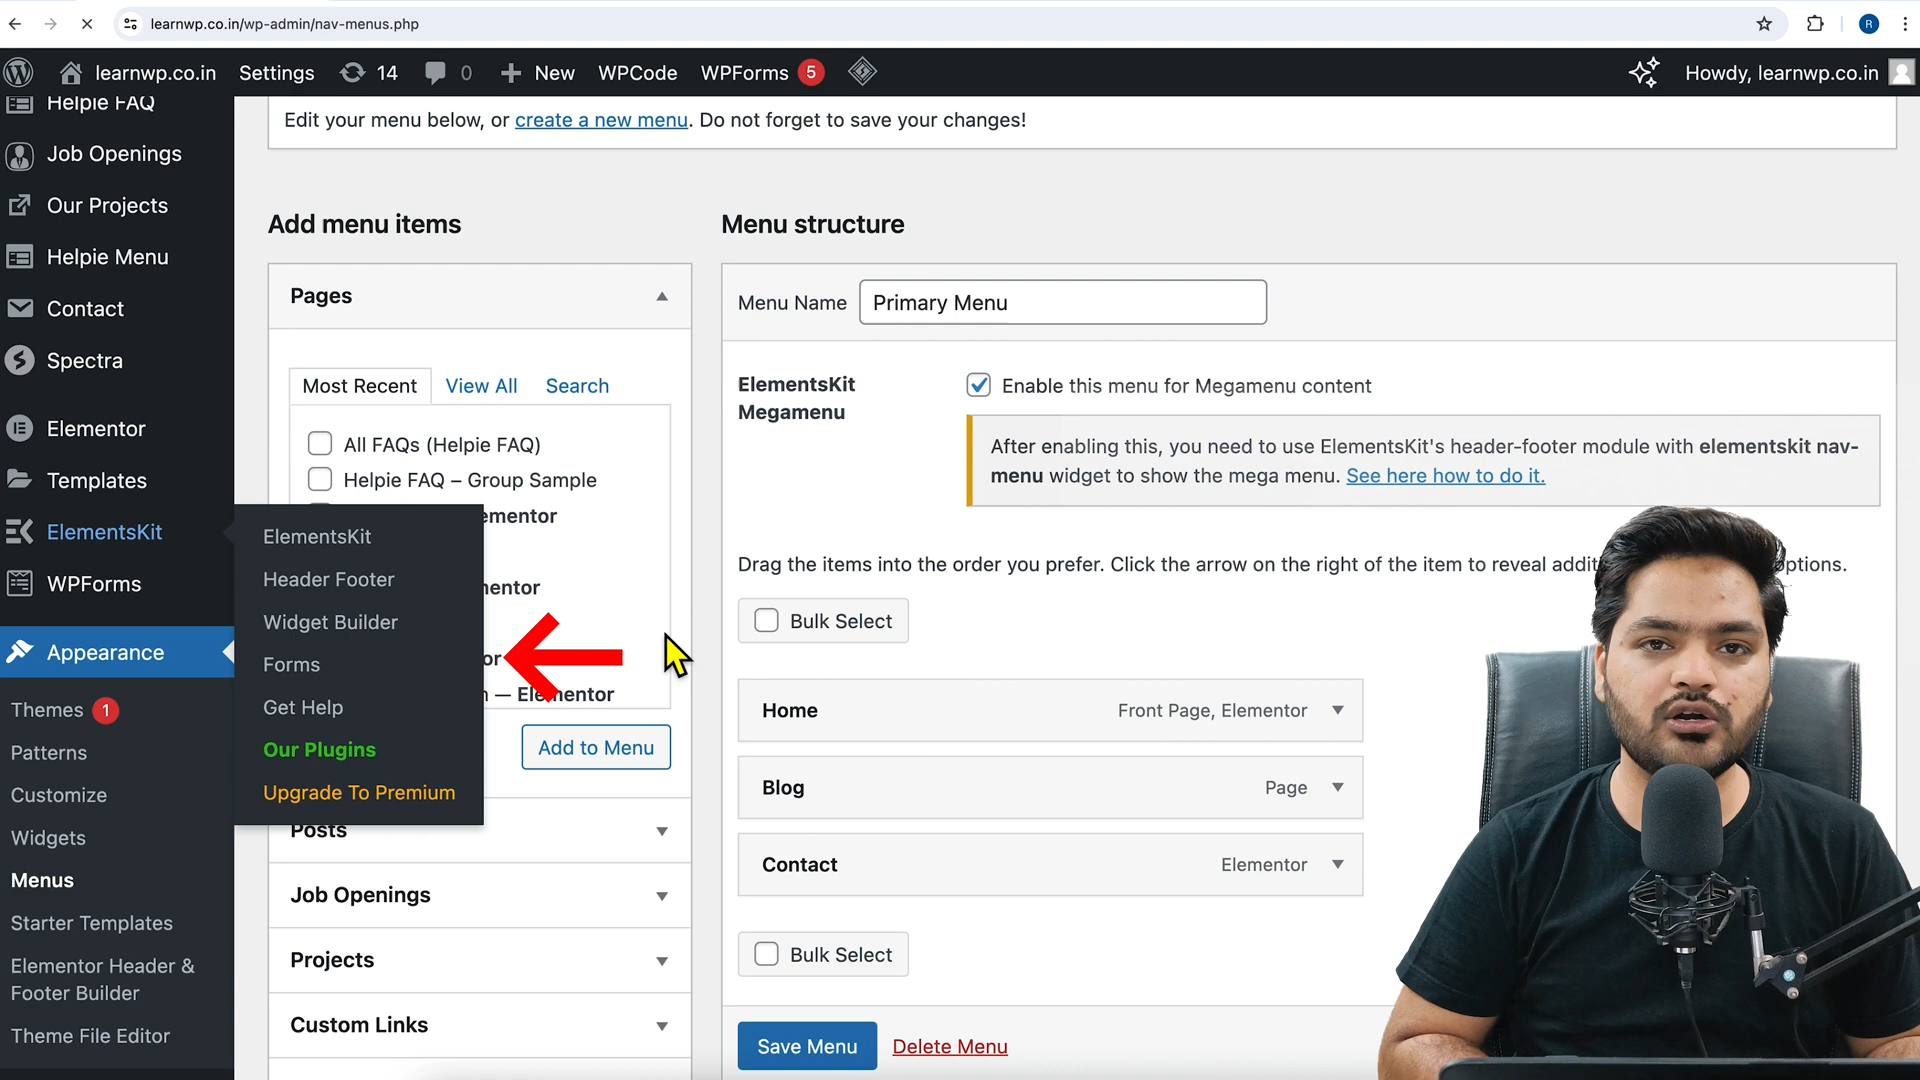 learnwp.co.in/wp-admin/nav-menus.php
R
learnwp.co.in
Settings
14
0
New
WPCode
WPForms 5
Howdy, learnwp.co.in
Helpie FAQ
Job Openings
Our Projects
Helpie Menu
Contact
Spectra
Elementor
Templates
ElementsKit
WPForms
Appearance
Themes 1
Patterns
Customize
Widgets
Menus
Starter Templates
Elementor Header &
Footer Builder
Theme File Editor
ElementsKit
Header Footer
Widget Builder
Forms
Get Help
Our Plugins
Upgrade To Premium
Edit your menu below, or create a new menu. Do not forget to save your changes!
Add menu items
Pages
Most Recent
View All
Search
All FAQs (Helpie FAQ)
Helpie FAQ – Group Sample
— Elementor
Add to Menu
Posts
Job Openings
Projects
Custom Links
Menu structure
Menu Name
Primary Menu
ElementsKit
Megamenu
Enable this menu for Megamenu content
After enabling this, you need to use ElementsKit's header-footer module with elementskit nav-
menu widget to show the mega menu. See here how to do it.
Drag the items into the order you prefer. Click the arrow on the right of the item to reveal
Bulk Select
Home
Front Page, Elementor
Blog
Page
Contact
Elementor
Bulk Select
Save Menu
Delete Menu